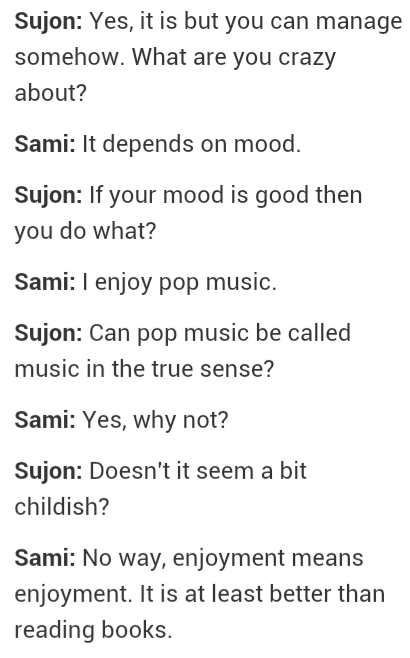 Sujon: Yes, it is but you can manage
somehow. What are you crazy
about?
Sami: It depends on mood.
Sujon: If your mood is good then
you do what?
Sami: I enjoy pop music.
Sujon: Can pop music be called
music in the true sense?
Sami: Yes, why not?
Sujon: Doesn't it seem a bit
childish?
Sami: No way, enjoyment means
enjoyment. It is at least better than
reading books.